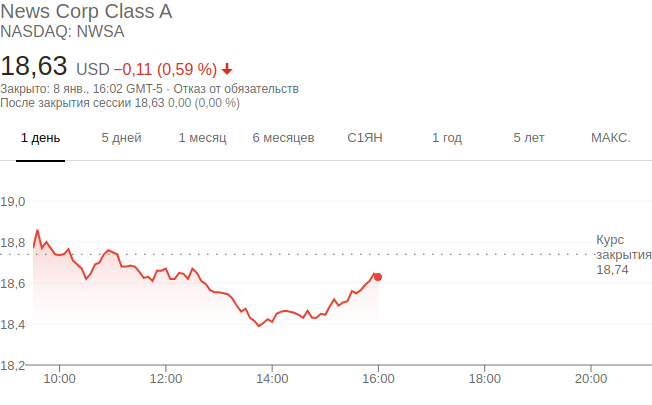 News Corp Class A
NASDAQ: NWSA
18,63 USD −0,11 (0,59 %)
Закрыто: 8 янв., 16:02 GMT-5 · Отказ от обязательств
После закрытия сессии 18,63 0,00 (0,00 %)
1 день 5 дней 1 месяц 6 месяцев С1ЯН 1 год 5 лет МАКС.
19,0
18,8
Курс
закрытия
18,74
18,6
18,4
18,2
10:00 12:00 14:00 16:00 18:00 20:00